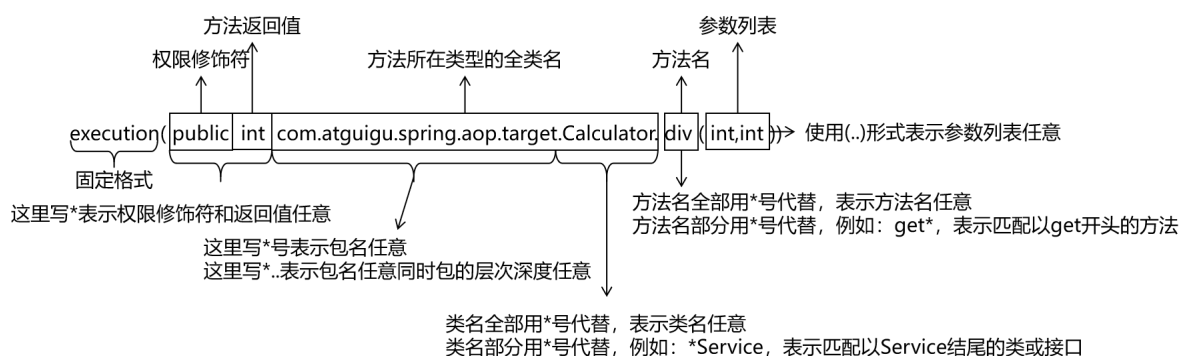 方法返回值
参数列表
权限修饰符
方法所在类型的全类名
方法名
execution(public int com.atguigu.spring.aop.target.Calculator.div(int,int))
使用(..)形式表示参数列表任意
固定格式
这里写*表示权限修饰符和返回值任意
方法名全部用*号代替，表示方法名任意
方法名部分用*号代替，例如：get*，表示匹配以get开头的方法
这里写*号表示包名任意
这里写*..表示包名任意同时包的层次深度任意
类名全部用*号代替，表示类名任意
类名部分用*号代替，例如：*Service，表示匹配以Service结尾的类或接口